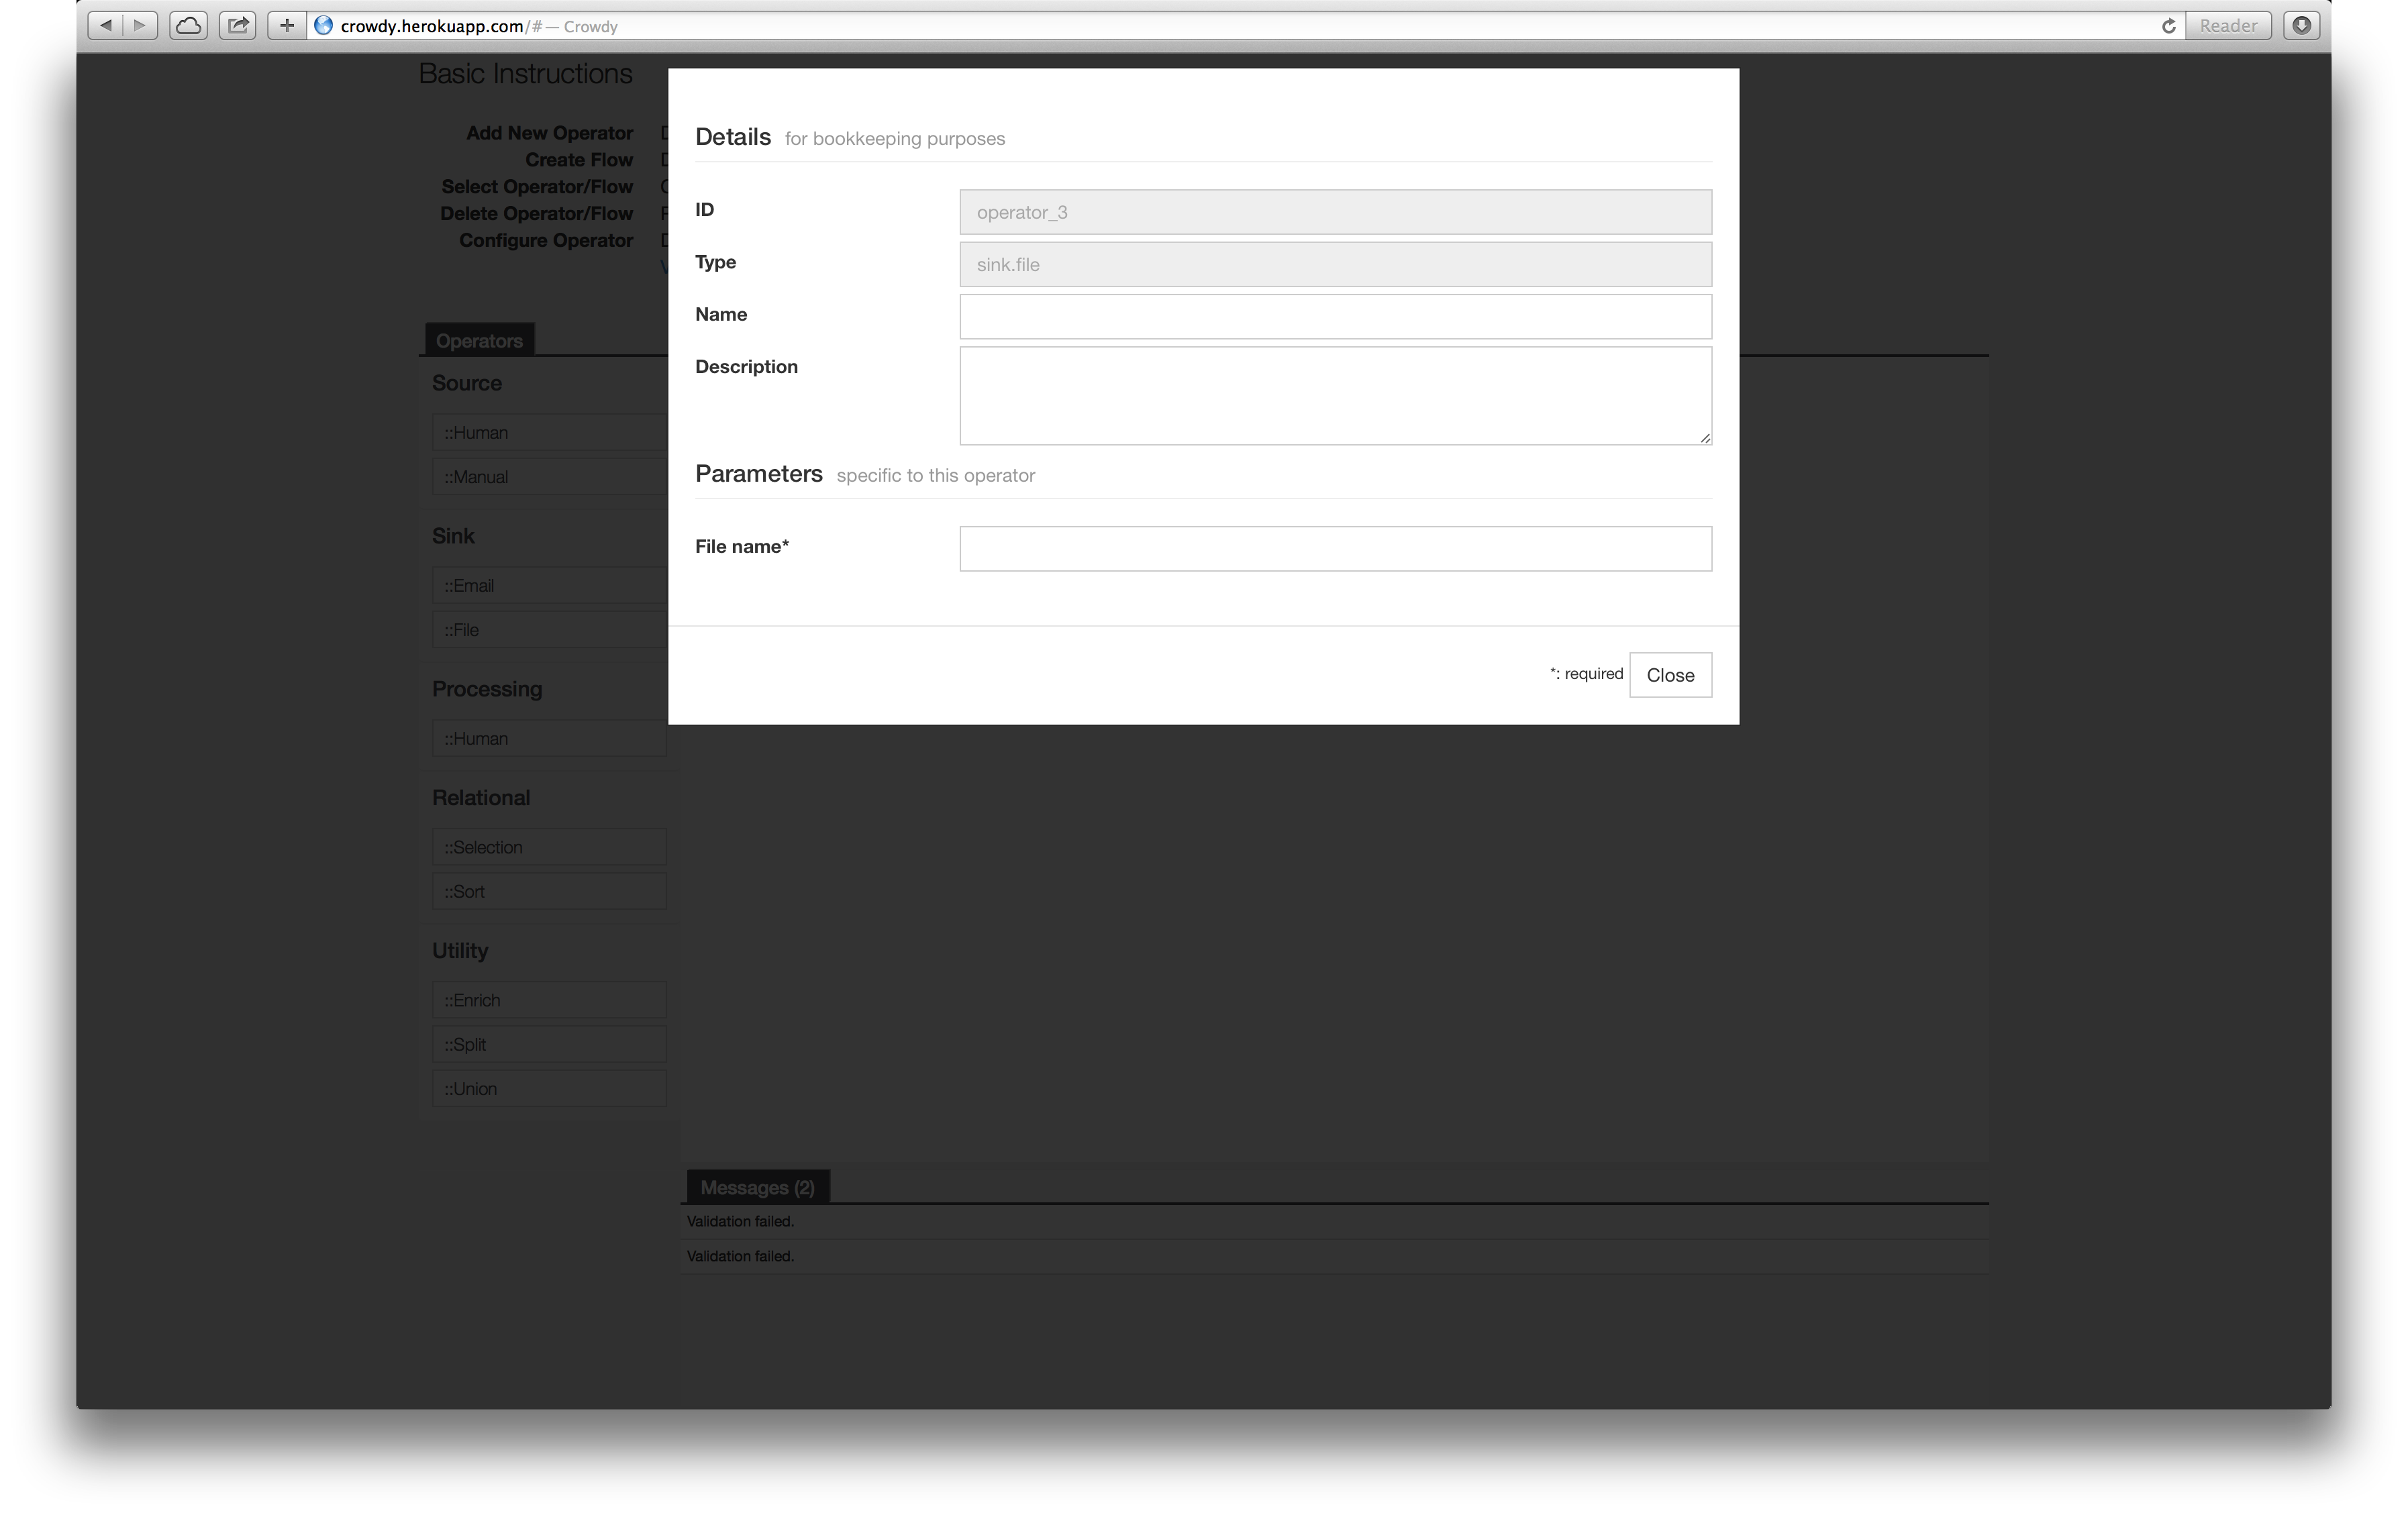 crowdy.herokuapp.com/# — Crowdy
Reader
Basic Instructions
Add New Operator
Create Flow
Select Operator/Flow
Delete Operator/Flow
Configure Operator
Operators
Source
::Human
::Manual
Sink
::Email
::File
Processing
::Human
Relational
::Selection
::Sort
Utility
::Enrich
::Split
::Union
Details for bookkeeping purposes
ID operator_3
Type sink.file
Name
Description
Parameters specific to this operator
File name*
*: required Close
Messages (2)
Validation failed.
Validation failed.